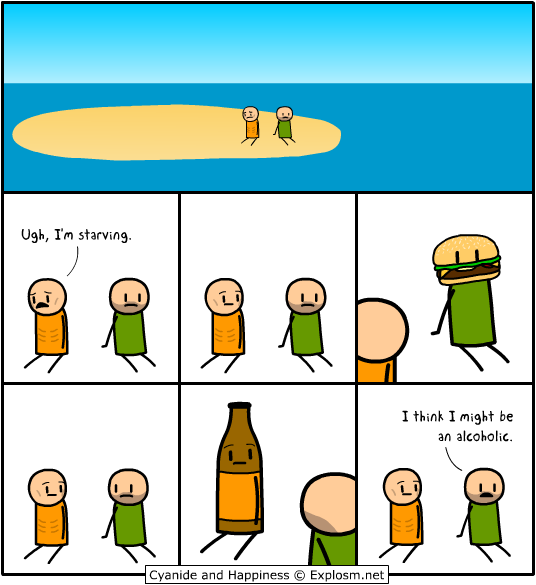 Ugh, I'm starving.
I think I might be
an alcoholic.
Cyanide and Happiness © Explosm.net